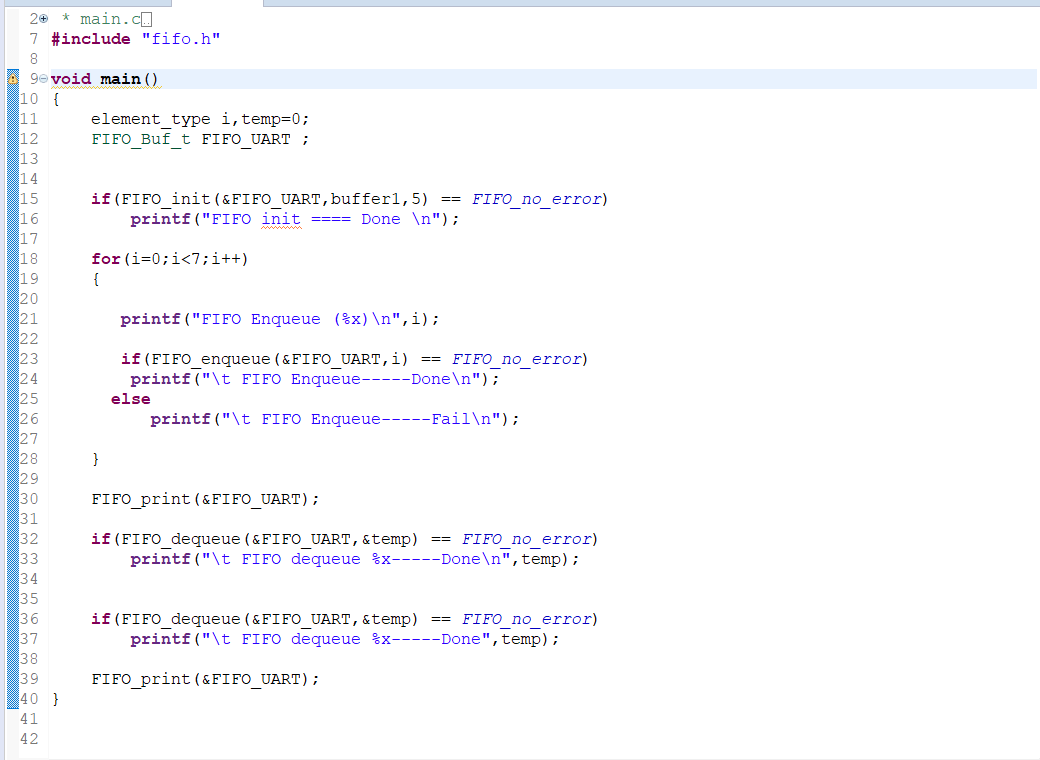 2 * main.c
7 #include "fifo.h"
8
9 void main()
10 {
11 element_type i,temp=0;
12 FIFO_Buf_t FIFO_UART ;
13
14
15 if(FIFO_init(&FIFO_UART,buffer1,5) == FIFO_no_error)
16 printf("FIFO init ==== Done \n");
17
18 for(i=0;i<7;i++)
19 {
20
21 printf("FIFO Enqueue (%x)\n",i);
22
23 if(FIFO_enqueue(&FIFO_UART,i) == FIFO_no_error)
24 printf("\t FIFO Enqueue-----Done\n");
25 else
26 printf("\t FIFO Enqueue-----Fail\n");
27
28 }
29
30 FIFO_print(&FIFO_UART);
31
32 if(FIFO_dequeue(&FIFO_UART,&temp) == FIFO_no_error)
33 printf("\t FIFO dequeue %x-----Done\n",temp);
34
35
36 if(FIFO_dequeue(&FIFO_UART,&temp) == FIFO_no_error)
37 printf("\t FIFO dequeue %x-----Done",temp);
38
39 FIFO_print(&FIFO_UART);
40 }
41
42